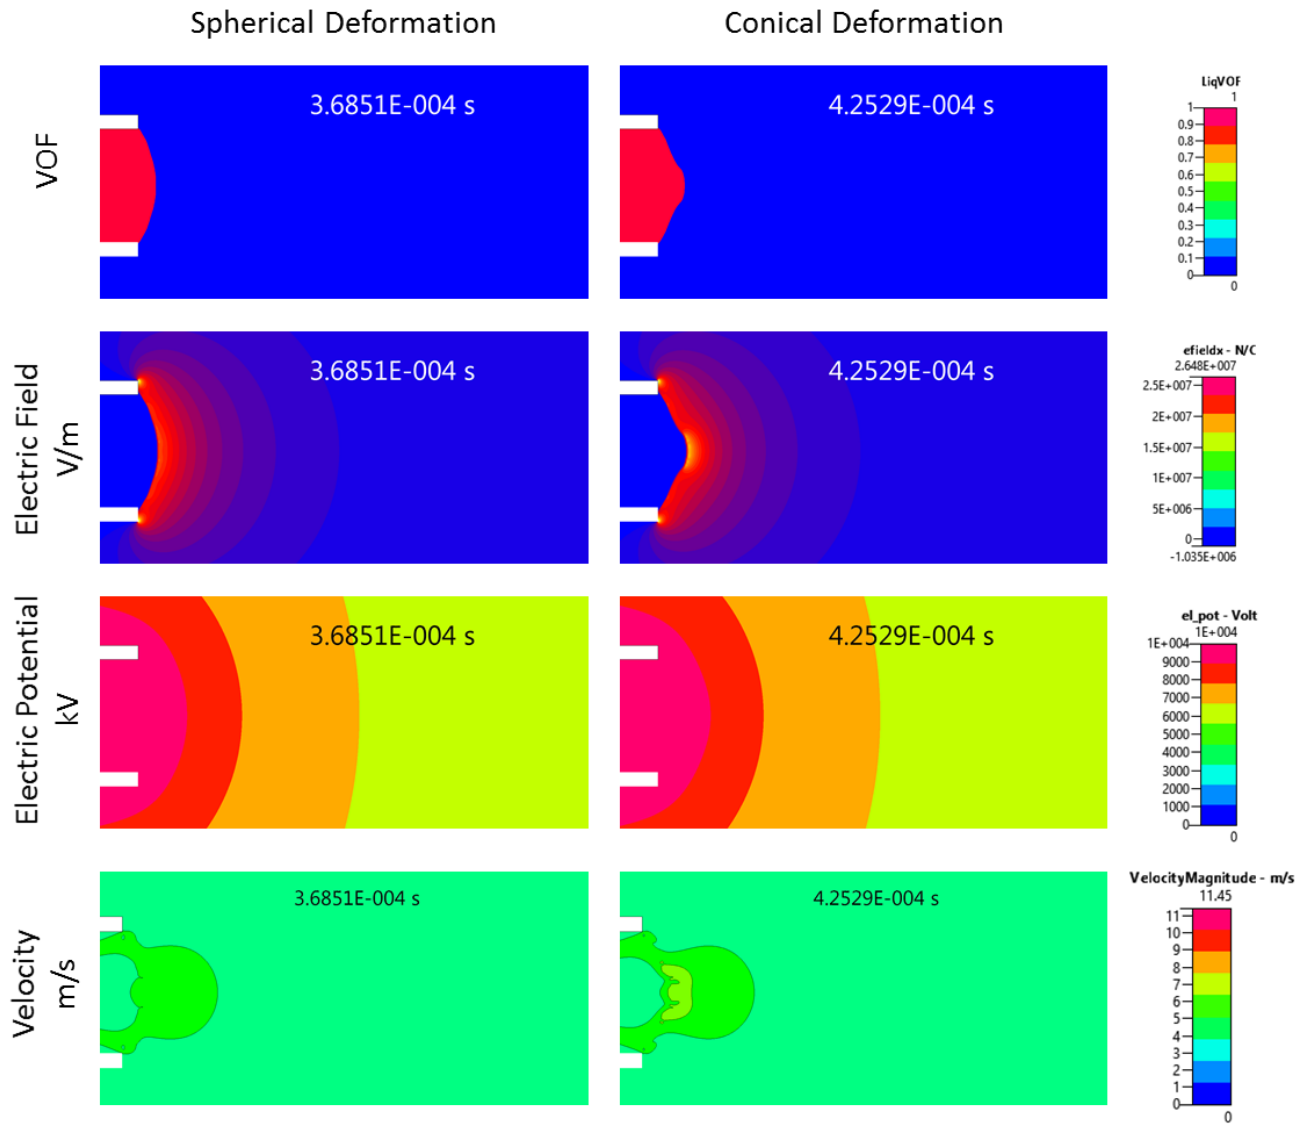 Spherical Deformation
Conical Deformation
VOF
3.6851E-004 s
4.2529E-004 s
LiqVOF
1
1
0.9
0.8
0.7
0.6
0.5
0.4
0.3
0.2
0.1
0
0
Electric Field
V/m
3.6851E-004 s
4.2529E-004 s
efieldx - N/C
2.648E+007
2.5E+007
2E+007
1.5E+007
1E+007
5E+006
0
-1.035E+006
Electric Potential
kV
3.6851E-004 s
4.2529E-004 s
el_pot - Volt
1E+004
1E+004
9000
8000
7000
6000
5000
4000
3000
2000
1000
0
0
Velocity
m/s
3.6851E-004 s
4.2529E-004 s
VelocityMagnitude - m/s
11.45
11
10
9
8
7
6
5
4
3
2
1
0
0